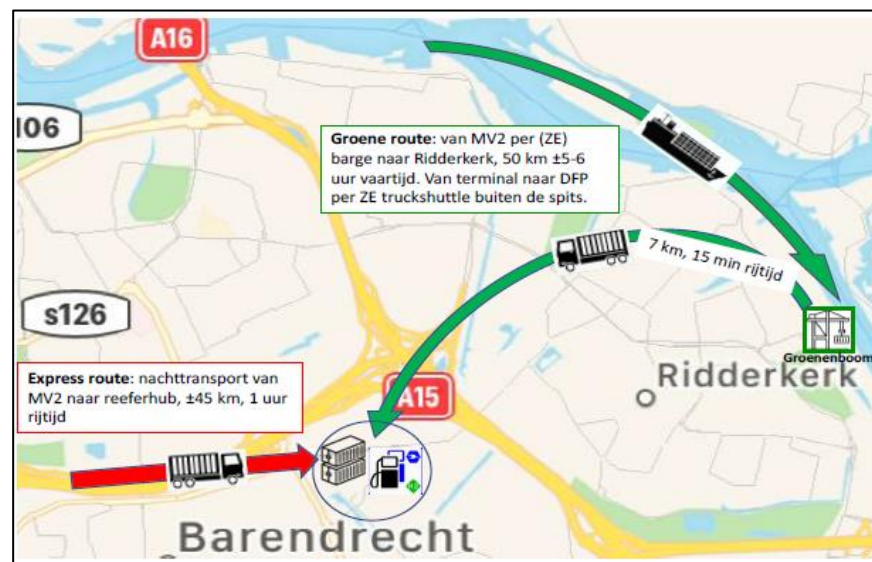 A16
106
Groene route: van MV2 per (ZE)
barge naar Ridderkerk, 50 km ±5-6
uur vaartijd. Van terminal naar DFP
per ZE truckshuttle buiten de spits.
7 km, 15 min rijtijd
s126
Groenenboom
Ridderkerk
Express route: nachttransport van
MV2 naar reeferhub, ±45 km, 1 uur
rijtijd
A15
Barendrecht